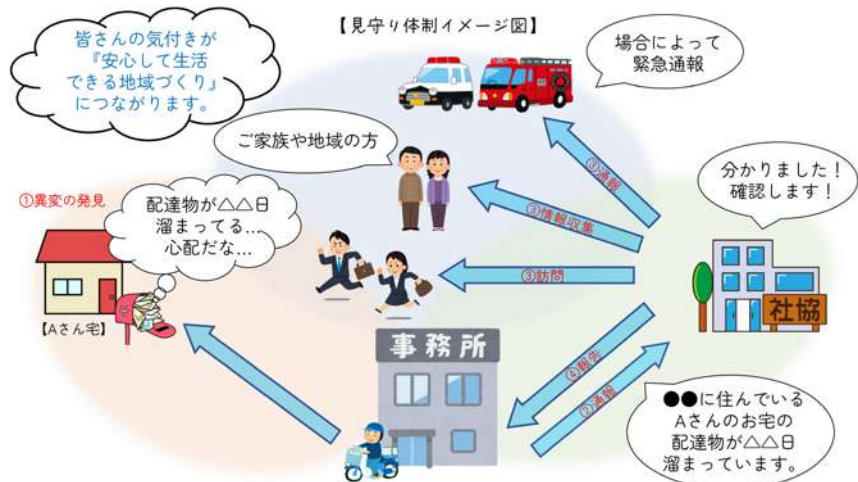 【見守り体制イメージ図】
皆さんの気付きが
『安心して生活
できる地域づくり』
につながります。
場合によって
緊急通報
ご家族や地域の方
③通報
③情報収集
③訪問
分かりました！
確認します！
①異変の発見
配達物が△△日
溜まってる…
心配だな…
【Aさん宅】
社協
事務所
④報告
②通報
●●に住んでいる
Aさんのお宅の
配達物が△△日
溜まっています。